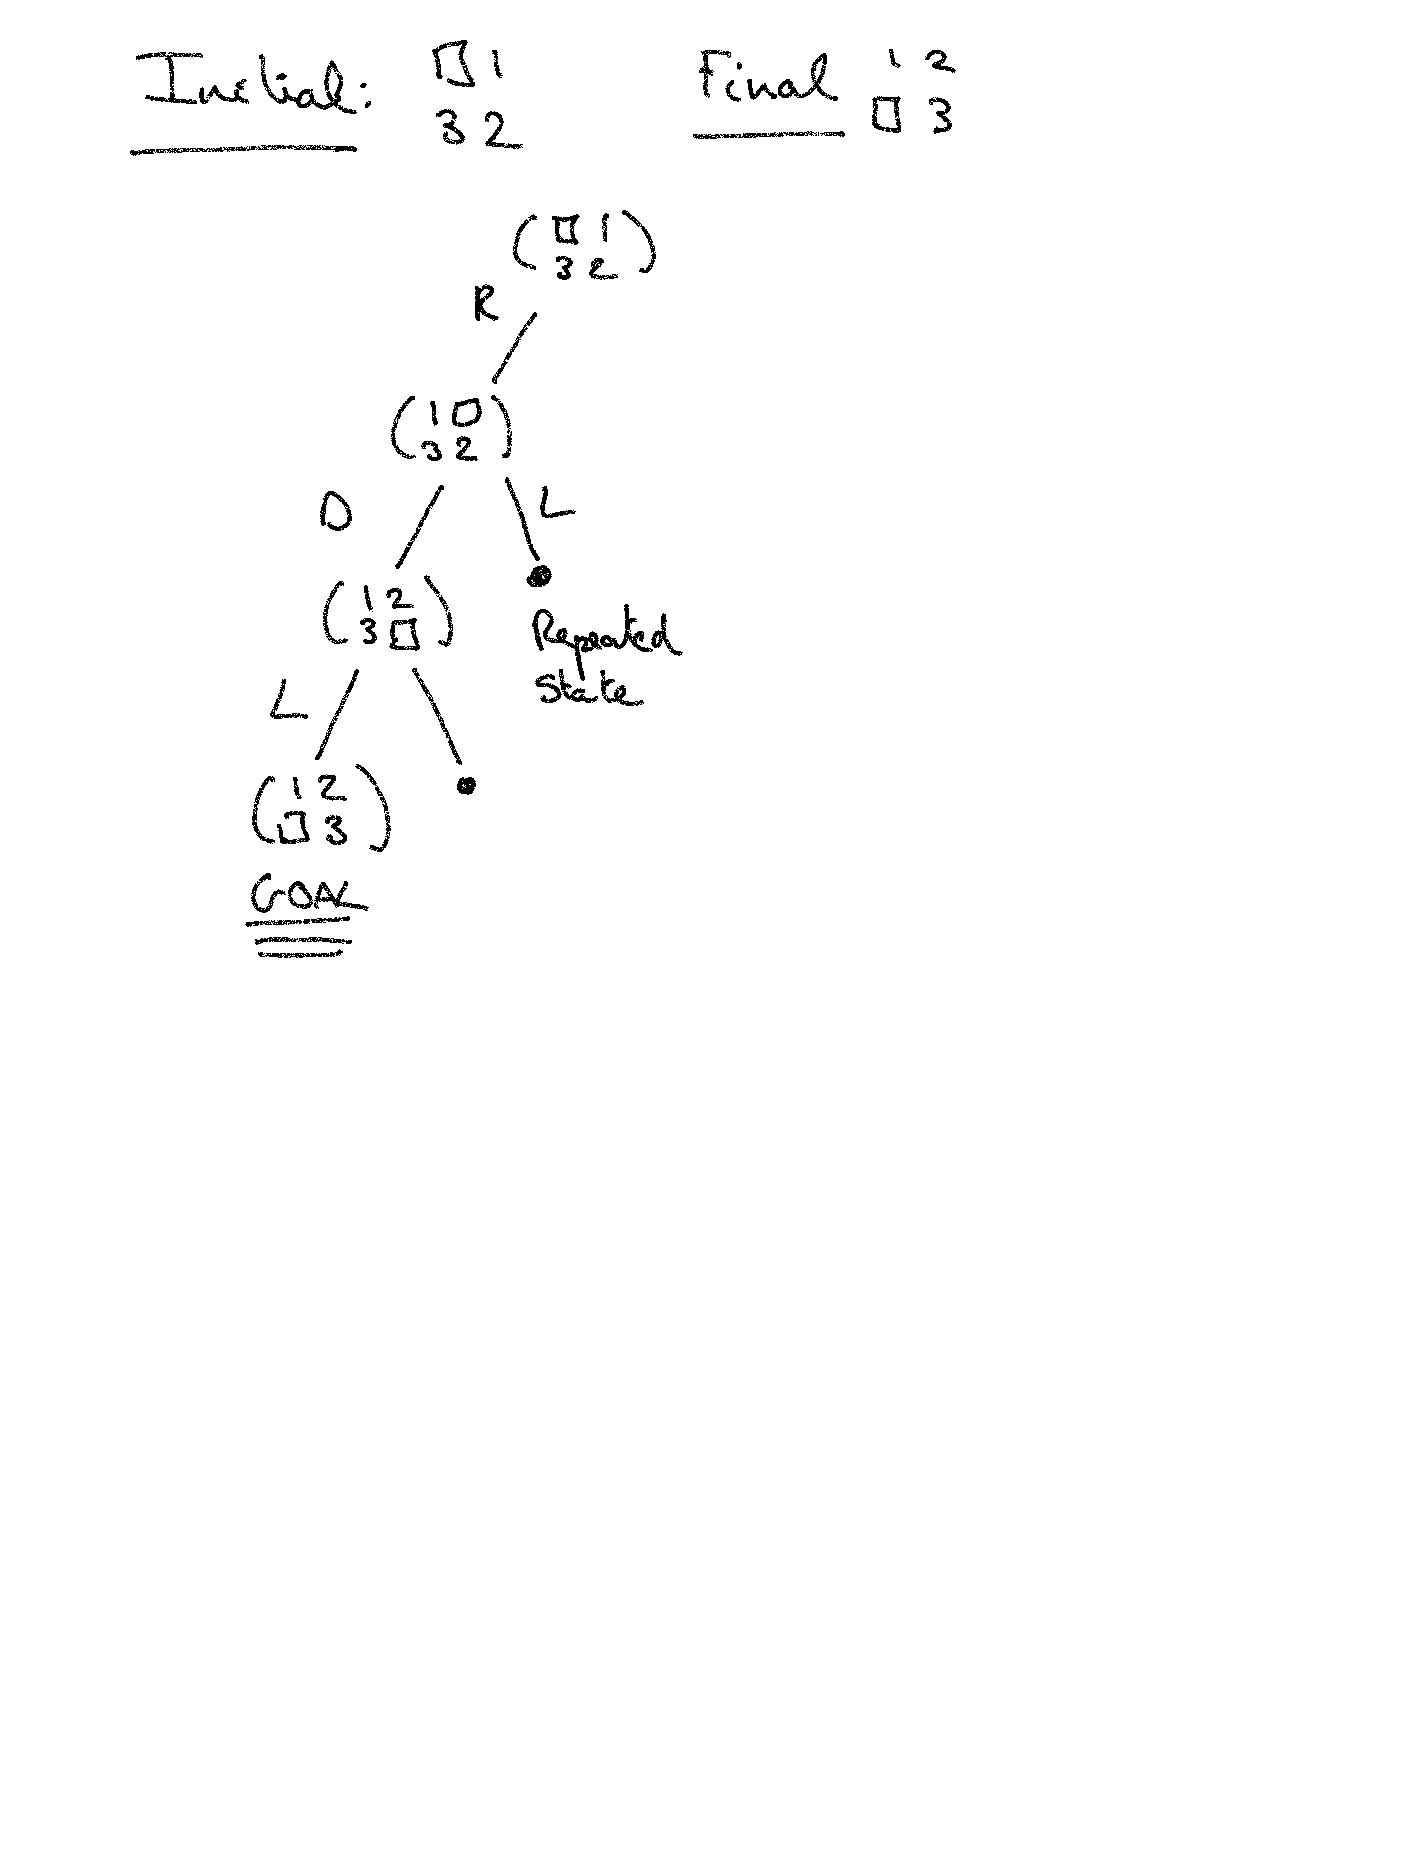 Initial: □ 1 Final 1 2
3 2 □ 3
( □ 1
3 2 )
R
( 1 □
3 2 )
D L
( 1 2
3 □ )
Repeated
State
L
( 1 2
□ 3 )
GOAL